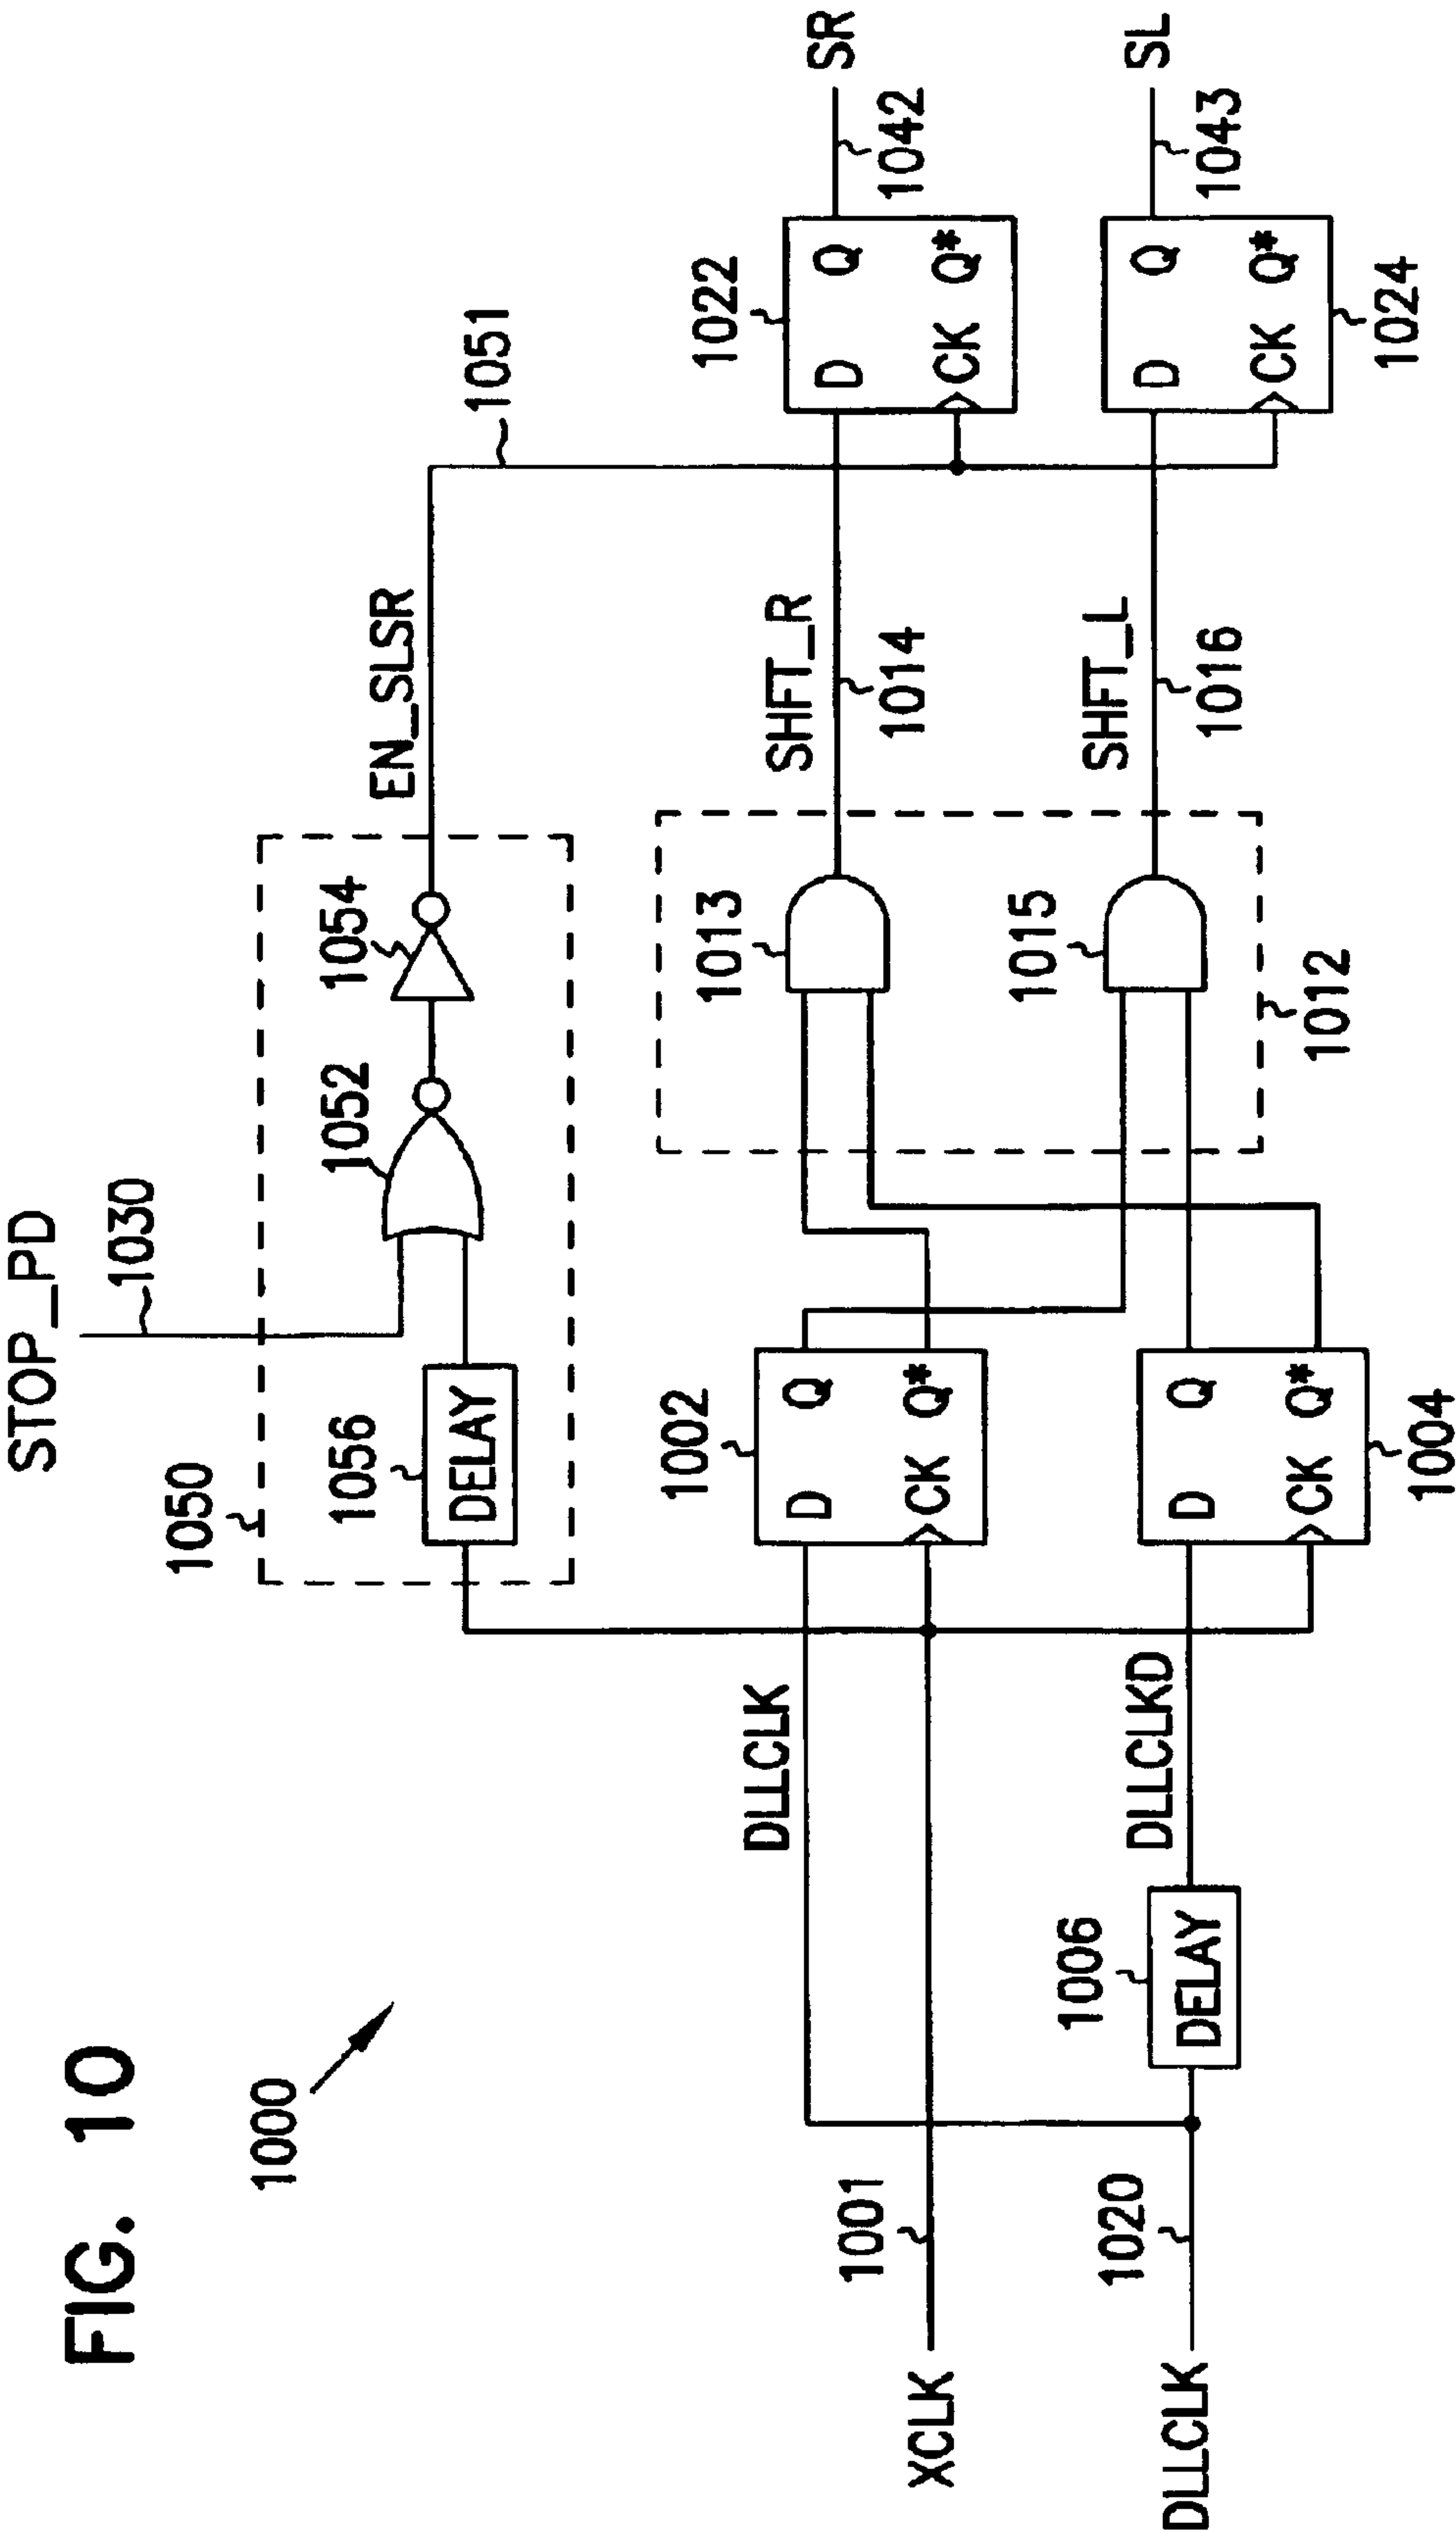 FIG. 10
1000
STOP_PD
1030
1050
1056
DELAY
1052
1054
EN_SLSR
1051
XCLK
1001
DLLCLK
1020
1006
DELAY
DLLCLK
DLLCLKD
1002
D Q
CK Q*
1004
D Q
CK Q*
1013
1015
1012
SHFT_R
1014
SHFT_L
1016
1022
D Q
CK Q*
1024
D Q
CK Q*
SR
1042
SL
1043